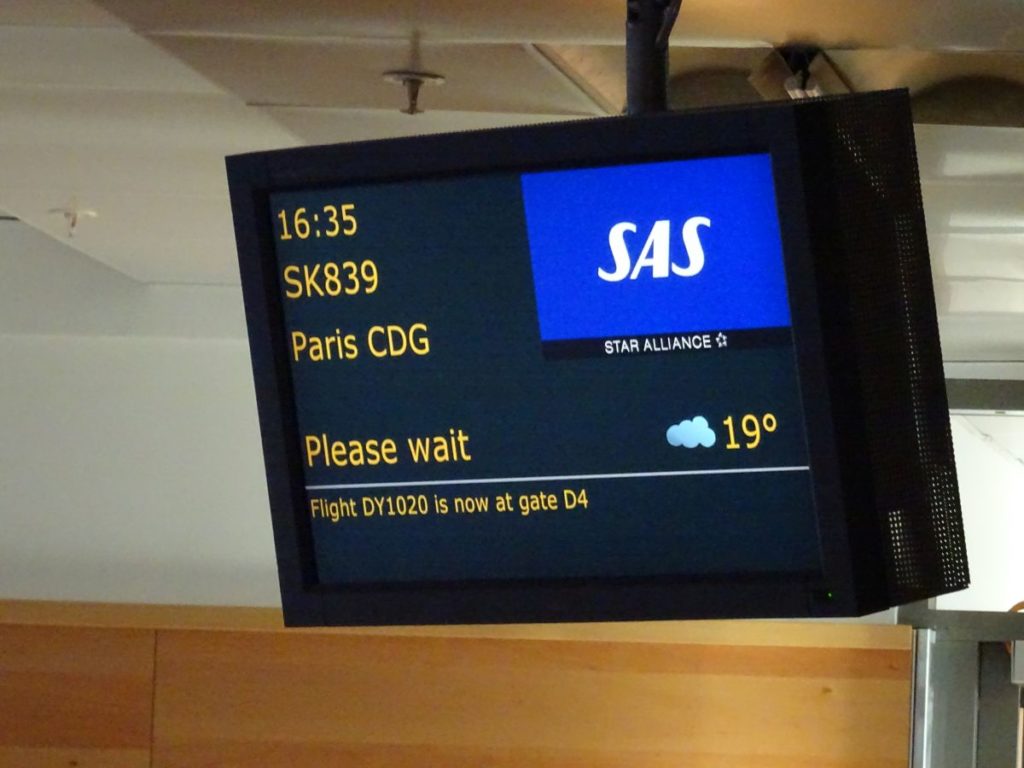 16:35
SK839
Paris CDG
SAS
STAR ALLIANCE
Please wait
19°
Flight DY1020 is now at gate D4